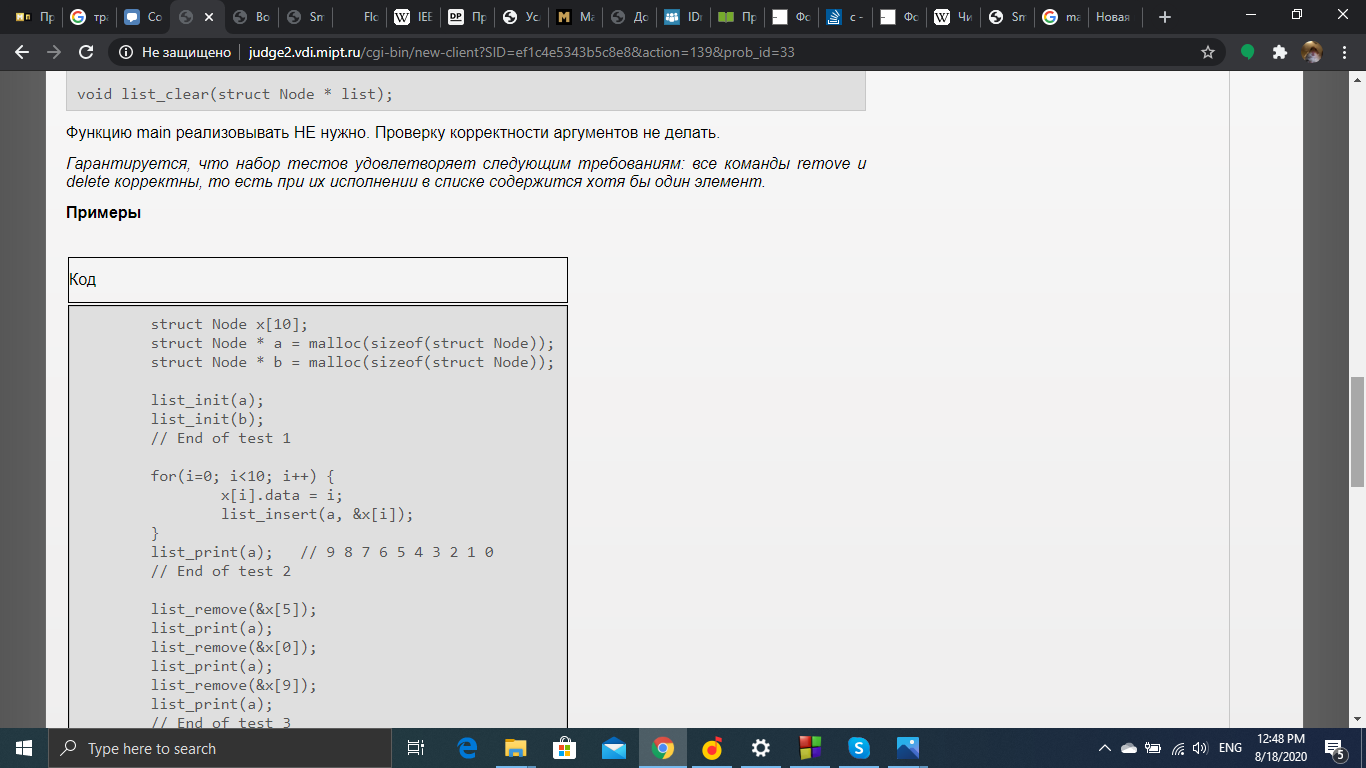 Пр
тра
Со
Во
Sm
Flo
IEE
DP
Пр
Усл
M
Ма
До
IDi
Пр
Фо
с -
Фо
Чи
Sm
ma
Новая
Не защищено
judge2.vdi.mipt.ru/cgi-bin/new-client?SID=ef1c4e5343b5c8e8&action=139&prob_id=33
void list_clear(struct Node * list);
Функцию main реализовывать НЕ нужно. Проверку корректности аргументов не делать.
Гарантируется, что набор тестов удовлетворяет следующим требованиям: все команды remove и
delete корректны, то есть при их исполнении в списке содержится хотя бы один элемент.
Примеры
Код
struct Node x[10];
struct Node * a = malloc(sizeof(struct Node));
struct Node * b = malloc(sizeof(struct Node));
list_init(a);
list_init(b);
// End of test 1
for(i=0; i<10; i++) {
x[i].data = i;
list_insert(a, &x[i]);
}
list_print(a);   // 9 8 7 6 5 4 3 2 1 0
// End of test 2
list_remove(&x[5]);
list_print(a);
list_remove(&x[0]);
list_print(a);
list_remove(&x[9]);
list_print(a);
// End of test 3
Type here to search
ENG
12:48 PM
8/18/2020
5